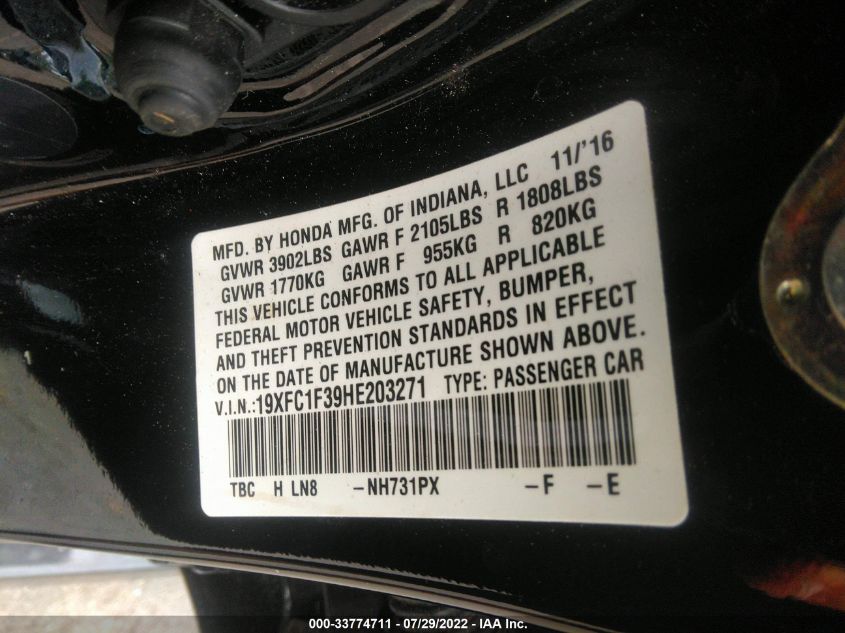 MFD. BY HONDA MFG. OF INDIANA, LLC 11/'16
GVWR 3902LBS GAWR F 2105LBS R 1808LBS
GVWR 1770KG GAWR F 955KG R 820KG
THIS VEHICLE CONFORMS TO ALL APPLICABLE
FEDERAL MOTOR VEHICLE SAFETY, BUMPER,
AND THEFT PREVENTION STANDARDS IN EFFECT
ON THE DATE OF MANUFACTURE SHOWN ABOVE.
V.I.N.:19XFC1F39HE203271 TYPE: PASSENGER CAR
TBC H LN8 -NH731PX -F -E
000-33774711 / 07/29/2022 - IAA Inc.